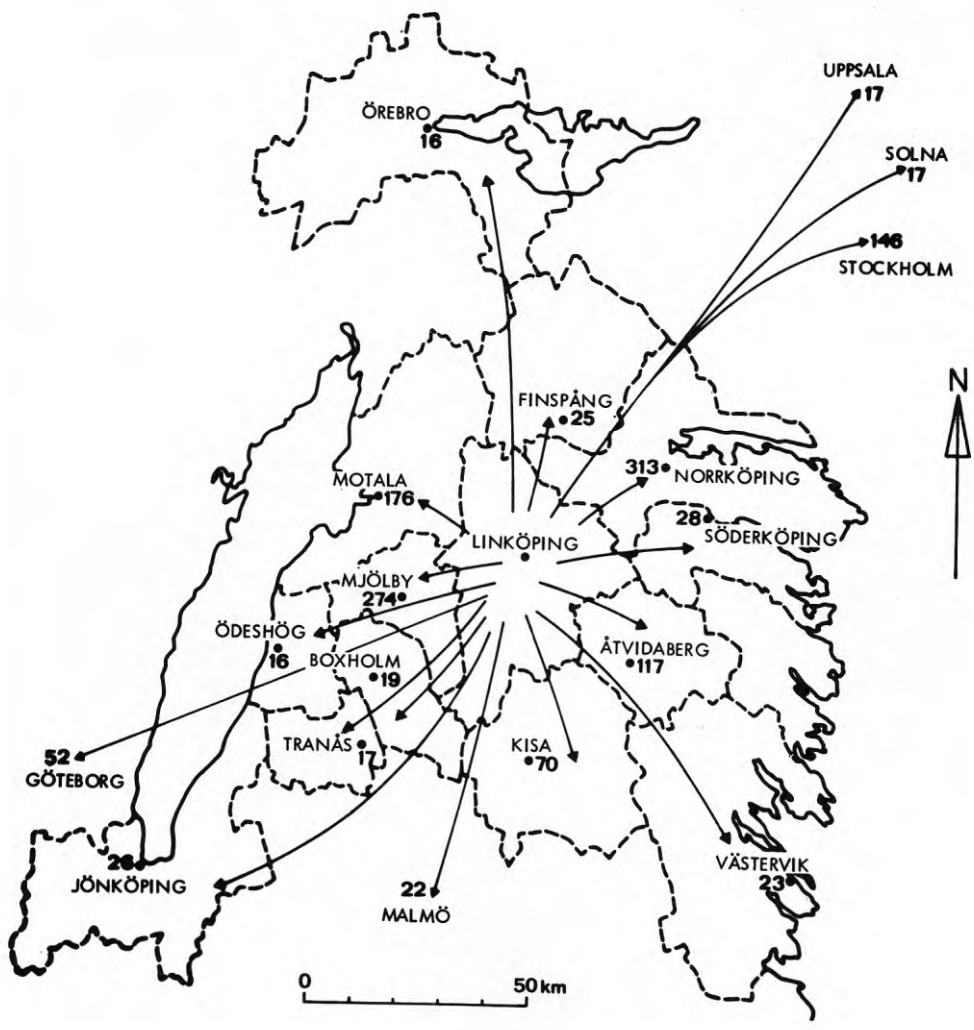 UPPSALA
17
ÖREBRO
16
SOLNA
17
146
STOCKHOLM
N
FINSPÅNG
25
MOTALA
176
313 NORRKÖPING
28
SÖDERKÖPING
LINKÖPING
MJÖLBY
274
ÖDESHÖG
16
BOXHOLM
19
ÅTVIDABERG
117
TRANÅS
17
KISA
70
52
GÖTEBORG
26
JÖNKÖPING
22
MALMÖ
VÄSTERVIK
23
0 50 km